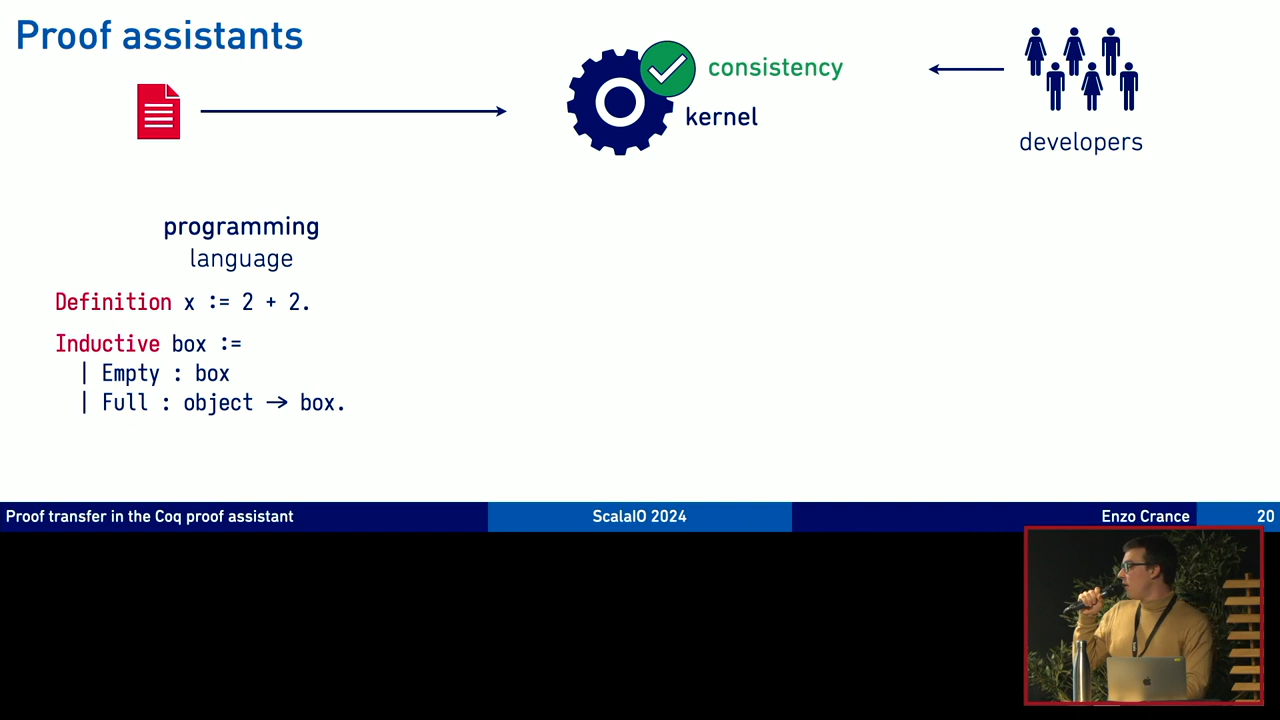 Proof assistants
consistency
kernel
developers
programming
language
Definition x := 2 + 2.
Inductive box :=
| Empty : box
| Full : object → box.
Proof transfer in the Coq proof assistant
ScalaIO 2024
Enzo Crance
20